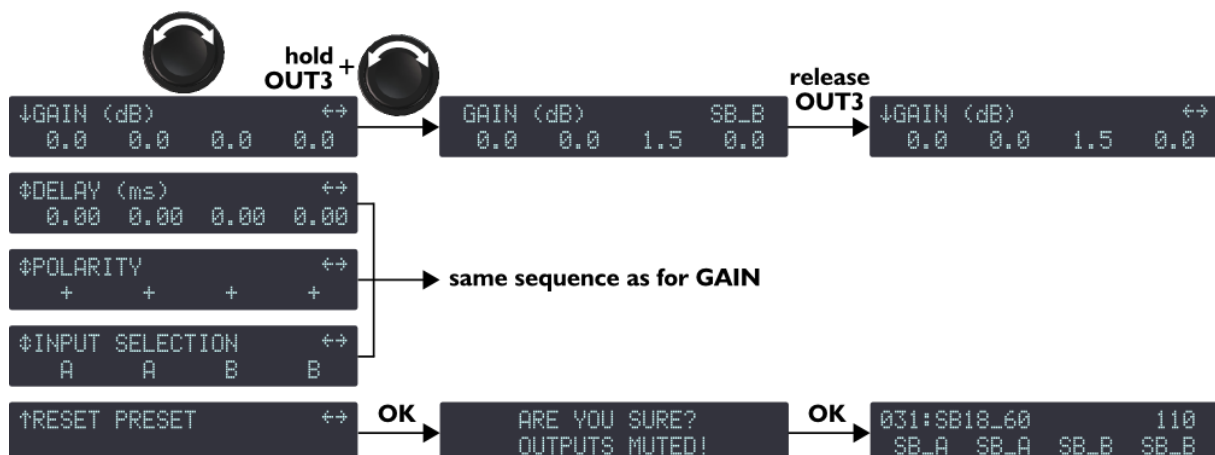 hold
OUT3 +
release
OUT3
↓GAIN (dB) ↔
0.0 0.0 0.0 0.0
GAIN (dB) SB_B
0.0 0.0 1.5 0.0
↓GAIN (dB) ↔
0.0 0.0 1.5 0.0
↕DELAY (ms) ↔
0.00 0.00 0.00 0.00
↕POLARITY ↔
+ + + +
same sequence as for GAIN
↕INPUT SELECTION ↔
A A B B
↑RESET PRESET ↔
OK
ARE YOU SURE?
OUTPUTS MUTED!
OK
031:SB18_60 110
SB_A SB_A SB_B SB_B